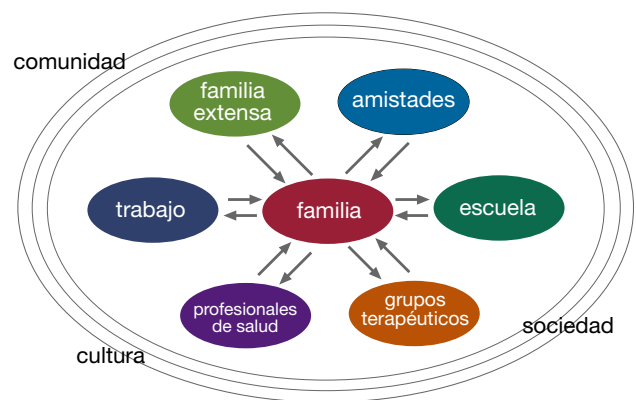 comunidad
familia
extensa
amistades
trabajo
familia
escuela
profesionales
de salud
grupos
terapéuticos
sociedad
cultura